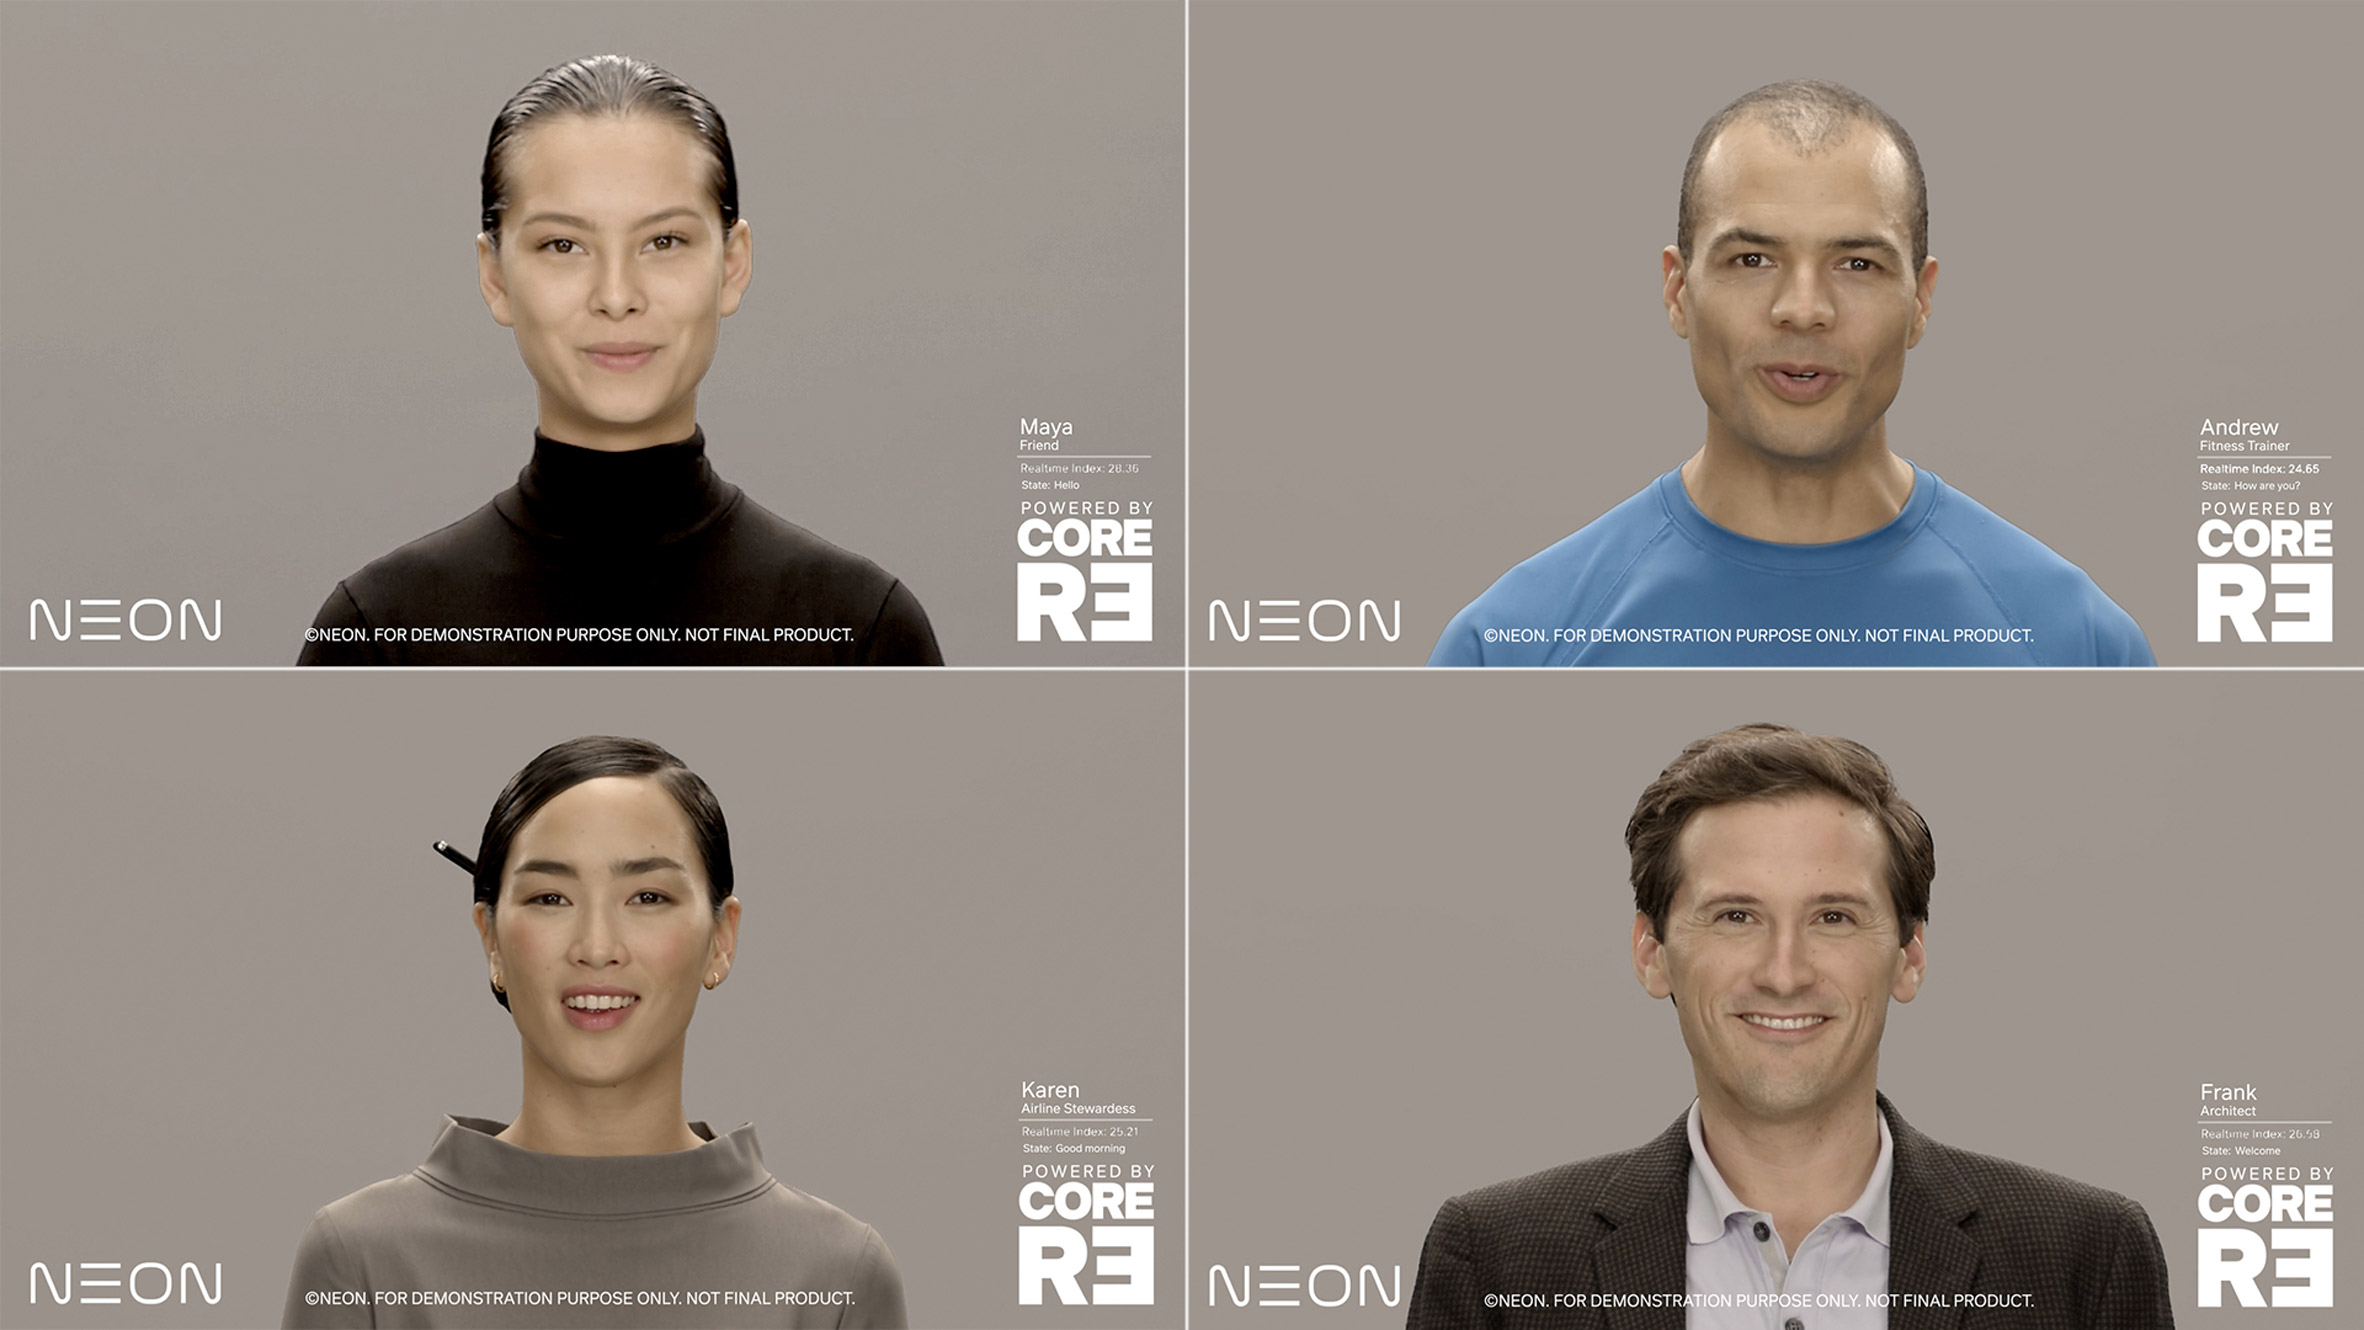 Maya
Friend
Realtime Index: 28.36
State: Hello
POWERED BY
CORE
R3
NEON
©NEON. FOR DEMONSTRATION PURPOSE ONLY. NOT FINAL PRODUCT.
Andrew
Fitness Trainer
Realtime Index: 24.65
State: How are you?
POWERED BY
CORE
R3
NEON
©NEON. FOR DEMONSTRATION PURPOSE ONLY. NOT FINAL PRODUCT.
Karen
Airline Stewardess
Realtime Index: 25.21
State: Good morning
POWERED BY
CORE
R3
NEON
©NEON. FOR DEMONSTRATION PURPOSE ONLY. NOT FINAL PRODUCT.
Frank
Architect
Realtime Index:
State: Welcome
POWERED BY
CORE
R3
NEON
©NEON. FOR DEMONSTRATION PURPOSE ONLY. NOT FINAL PRODUCT.